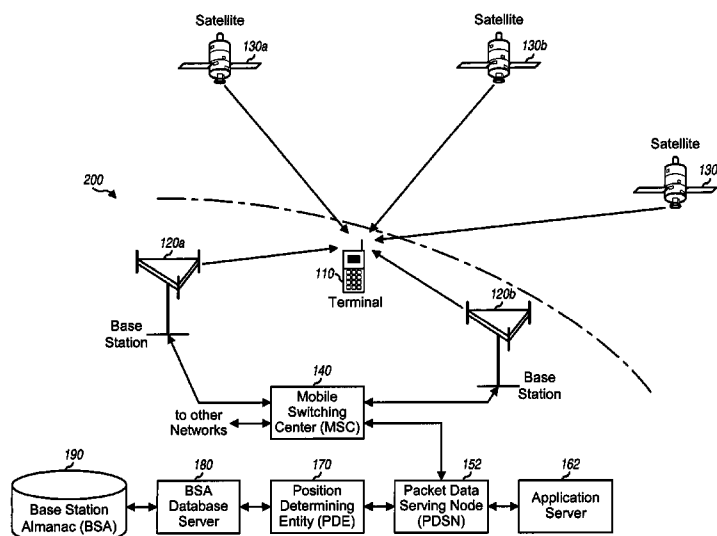 Satellite
130a
Satellite
130b
Satellite
130
200
120a
110
Terminal
120b
Base
Station
Base
Station
140
Mobile
Switching
Center (MSC)
to other
Networks
190
Base Station
Almanac (BSA)
180
BSA
Database
Server
170
Position
Determining
Entity (PDE)
152
Packet Data
Serving Node
(PDSN)
162
Application
Server